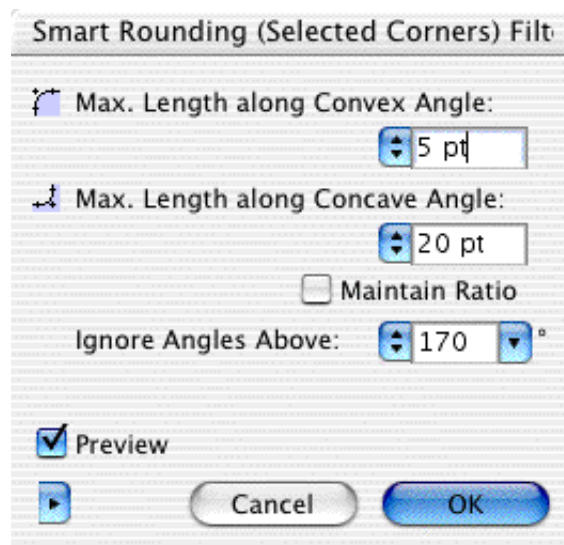 Smart Rounding (Selected Corners) Filt
Max. Length along Convex Angle:
5 pt
Max. Length along Concave Angle:
20 pt
Maintain Ratio
Ignore Angles Above: 170 °
Preview
Cancel OK